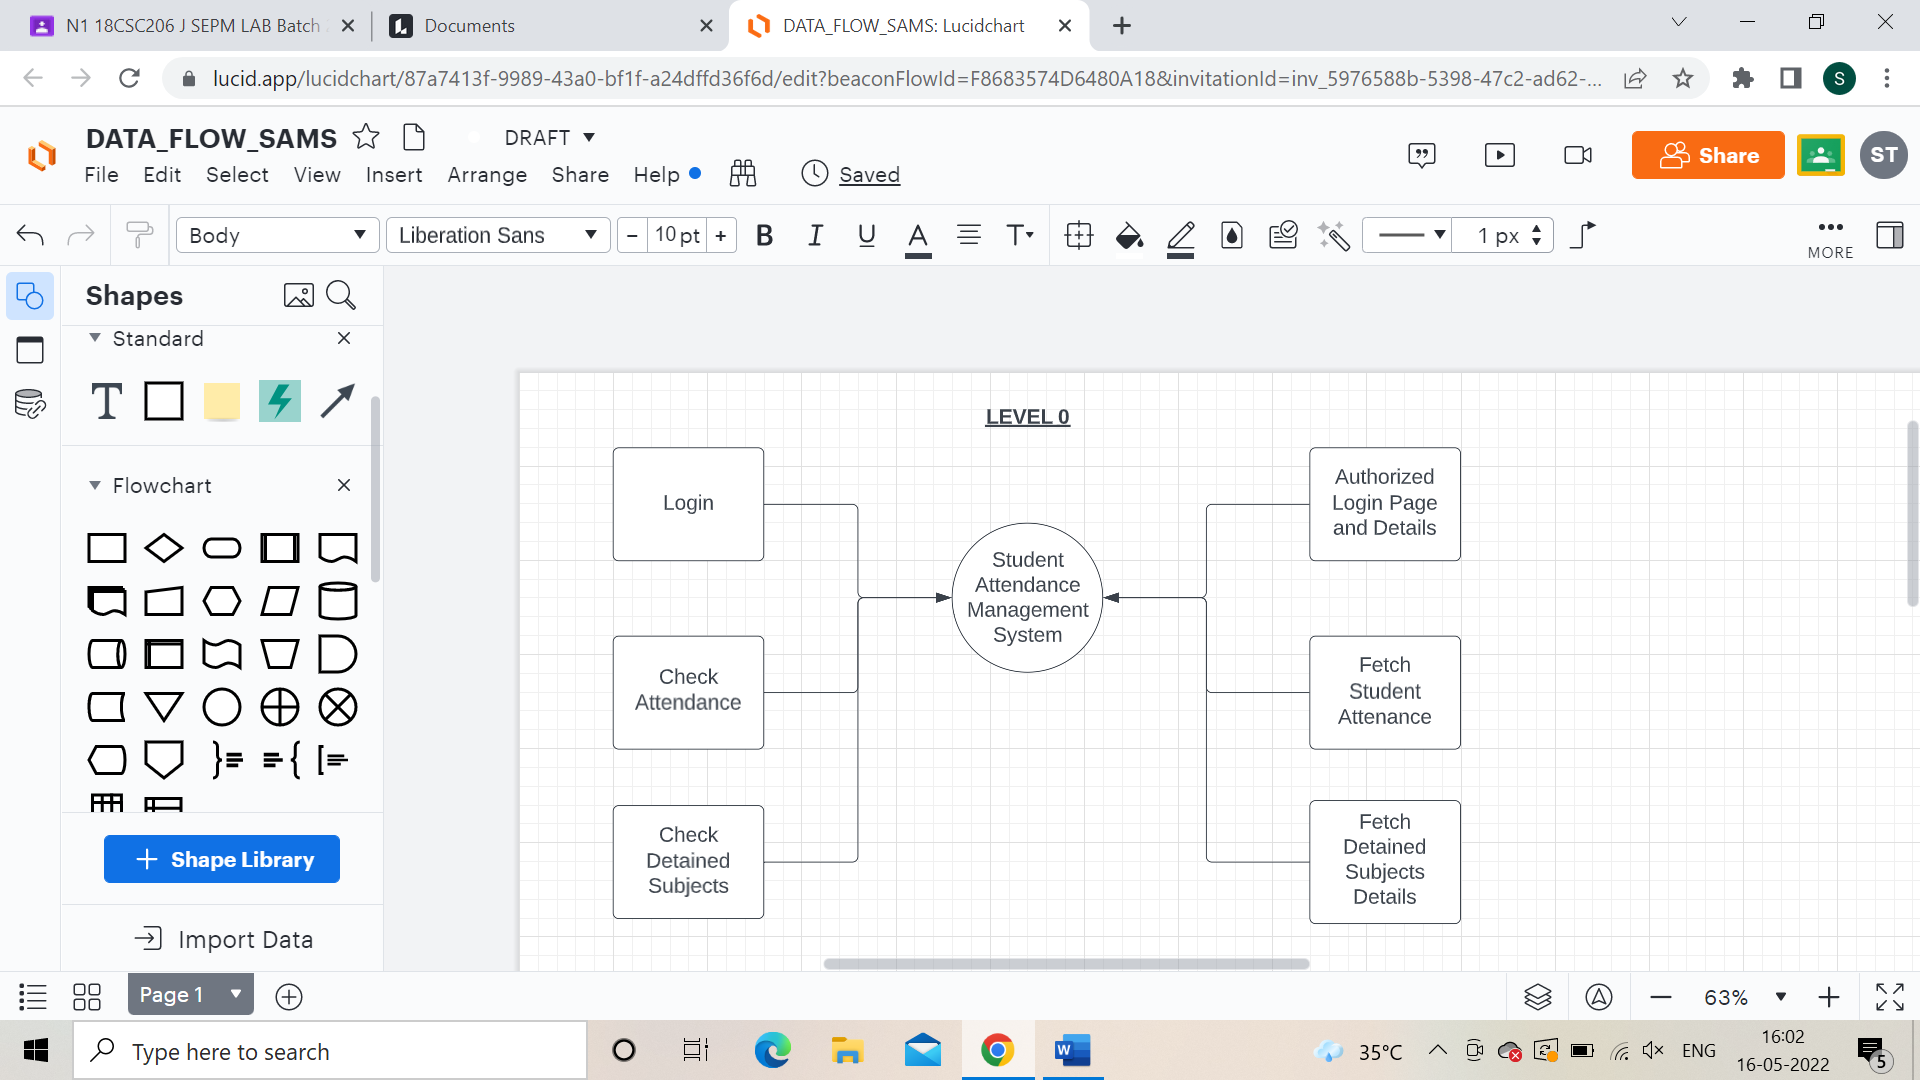 N1 18CSC206 J SEPM LAB Batch
Documents
DATA_FLOW_SAMS: Lucidchart
lucid.app/lucidchart/87a7413f-9989-43a0-bf1f-a24dffd36f6d/edit?beaconFlowId=F8683574D6480A18&invitationId=inv_5976588b-5398-47c2-ad62-...
S
DATA_FLOW_SAMS
DRAFT
File Edit Select View Insert Arrange Share Help
Saved
Share
ST
Body
Liberation Sans
- 10 pt +
B I U A T
1 px
MORE
Shapes
Standard
T
Flowchart
Shape Library
Import Data
LEVEL 0
Login
Check
Attendance
Check
Detained
Subjects
Student
Attendance
Management
System
Authorized
Login Page
and Details
Fetch
Student
Attenance
Fetch
Detained
Subjects
Details
Page 1
63%
Type here to search
W
35°C
ENG
16:02
16-05-2022
5